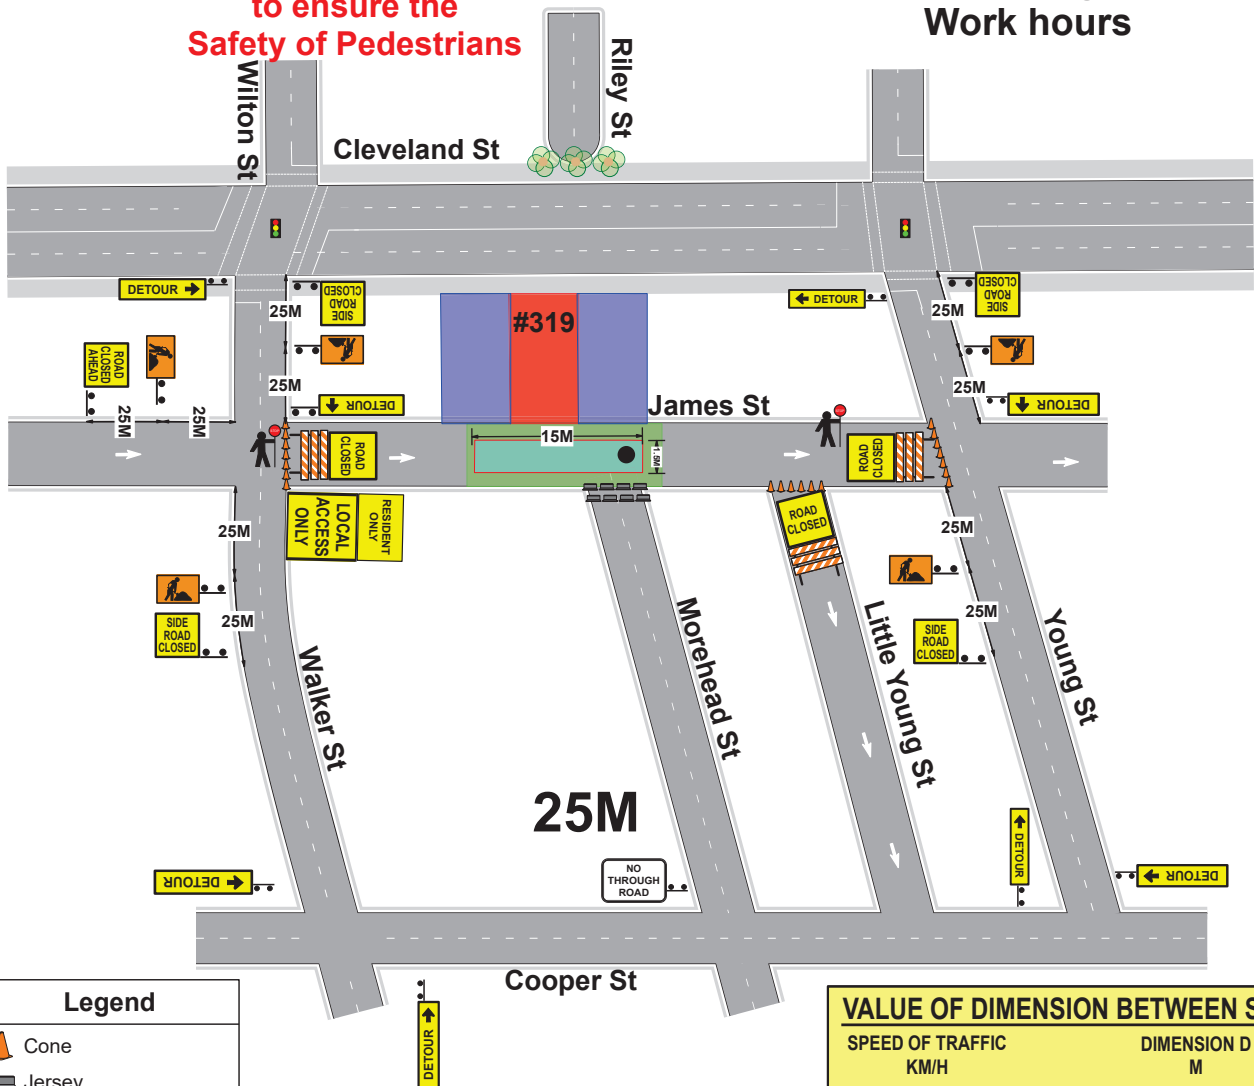 to ensure the
Safety of Pedestrians
Work hours
Wilton St
Riley St
Cleveland St
DETOUR
SIDE
ROAD
CLOSED
25M
#319
DETOUR
25M
SIDE
ROAD
CLOSED
ROAD
CLOSED
AHEAD
25M
25M
25M
DETOUR
James St
25M
DETOUR
15M
1.5M
ROAD
CLOSED
ROAD
CLOSED
LOCAL
ACCESS
ONLY
RESIDENT
ONLY
ROAD
CLOSED
25M
25M
25M
SIDE
ROAD
CLOSED
25M
SIDE
ROAD
CLOSED
Walker St
Morehead St
Little Young St
Young St
25M
DETOUR
NO
THROUGH
ROAD
DETOUR
DETOUR
Cooper St
DETOUR
Legend
Cone
Jersey
VALUE OF DIMENSION BETWEEN S
SPEED OF TRAFFIC
KM/H
DIMENSION D
M